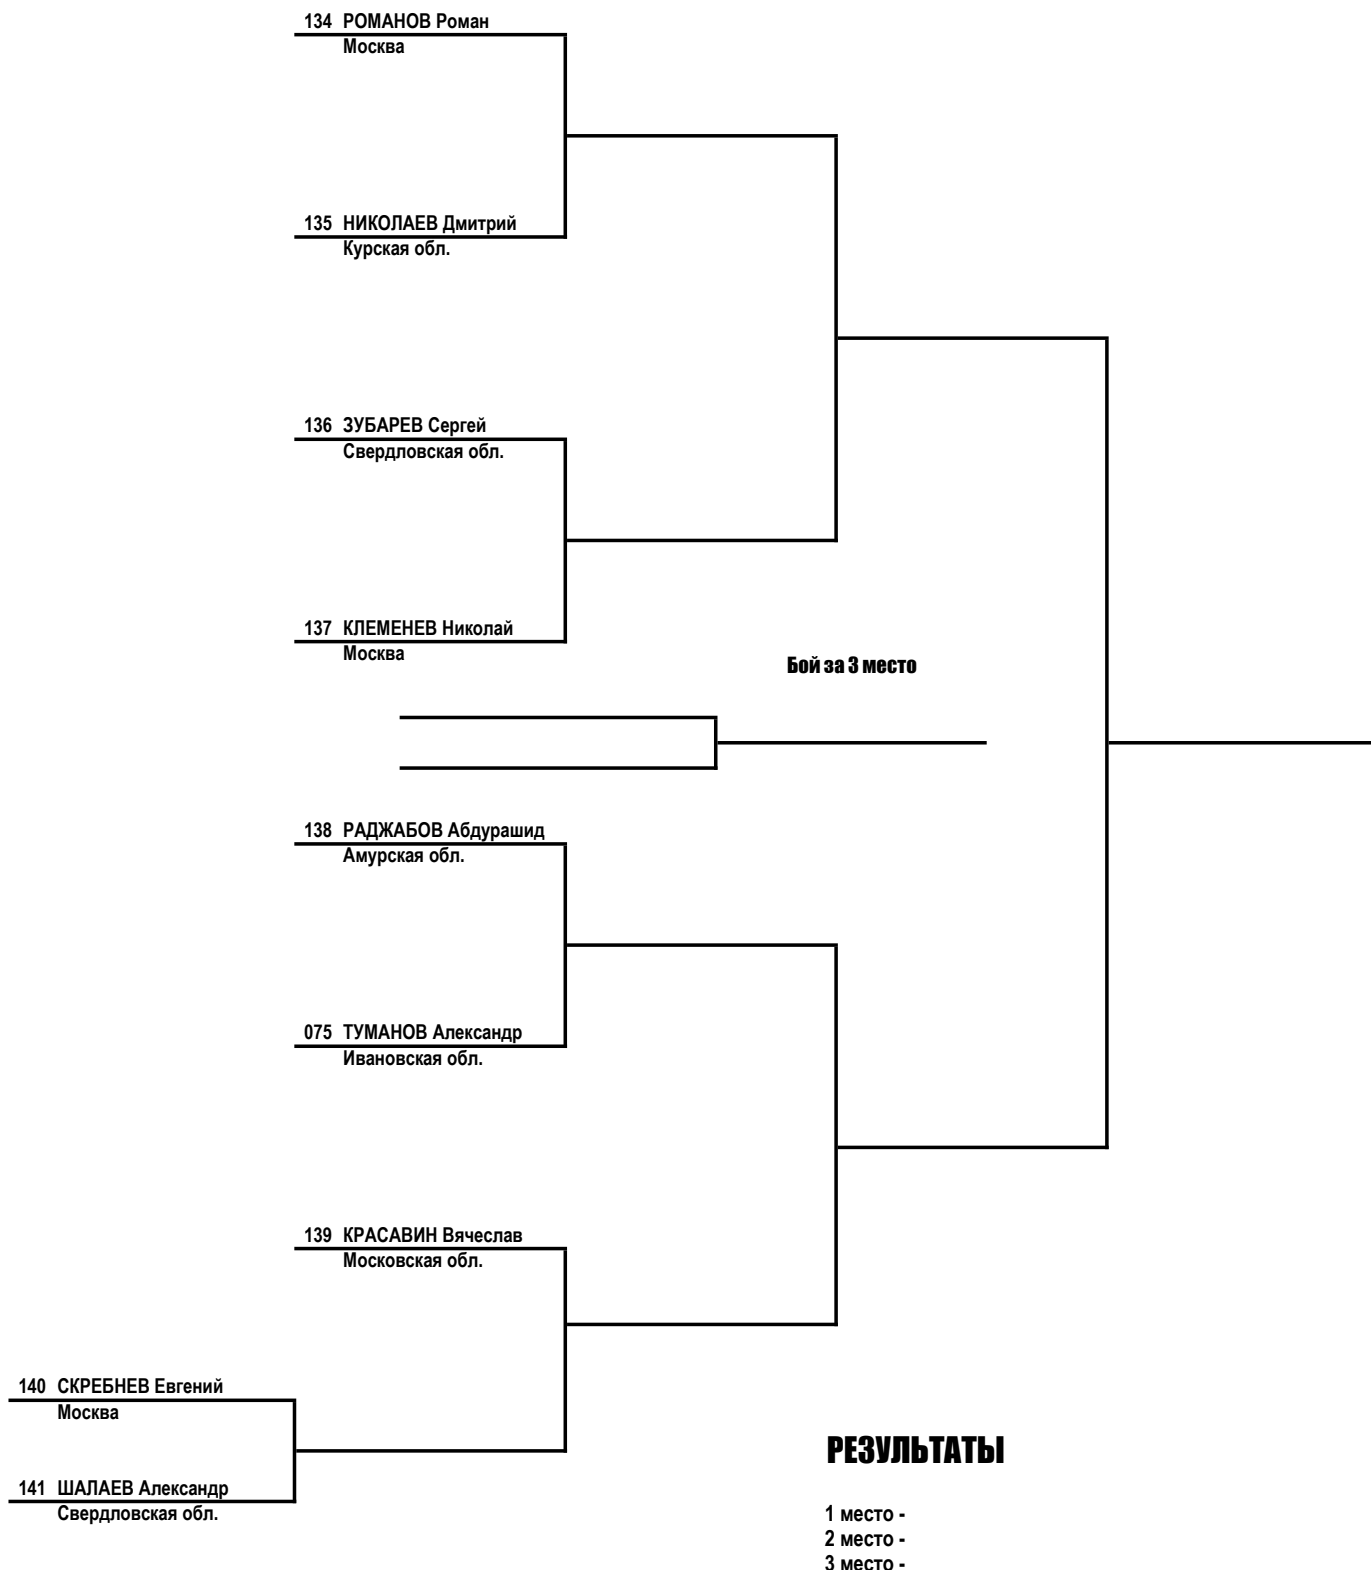 134 РОМАНОВ Роман
Москва
135 НИКОЛАЕВ Дмитрий
Курская обл.
136 ЗУБАРЕВ Сергей
Свердловская обл.
137 КЛЕМЕНЕВ Николай
Москва
Бой за 3 место
138 РАДЖАБОВ Абдурашид
Амурская обл.
075 ТУМАНОВ Александр
Ивановская обл.
139 КРАСАВИН Вячеслав
Московская обл.
140 СКРЕБНЕВ Евгений
Москва
141 ШАЛАЕВ Александр
Свердловская обл.
РЕЗУЛЬТАТЫ
1 место -
2 место -
3 место -